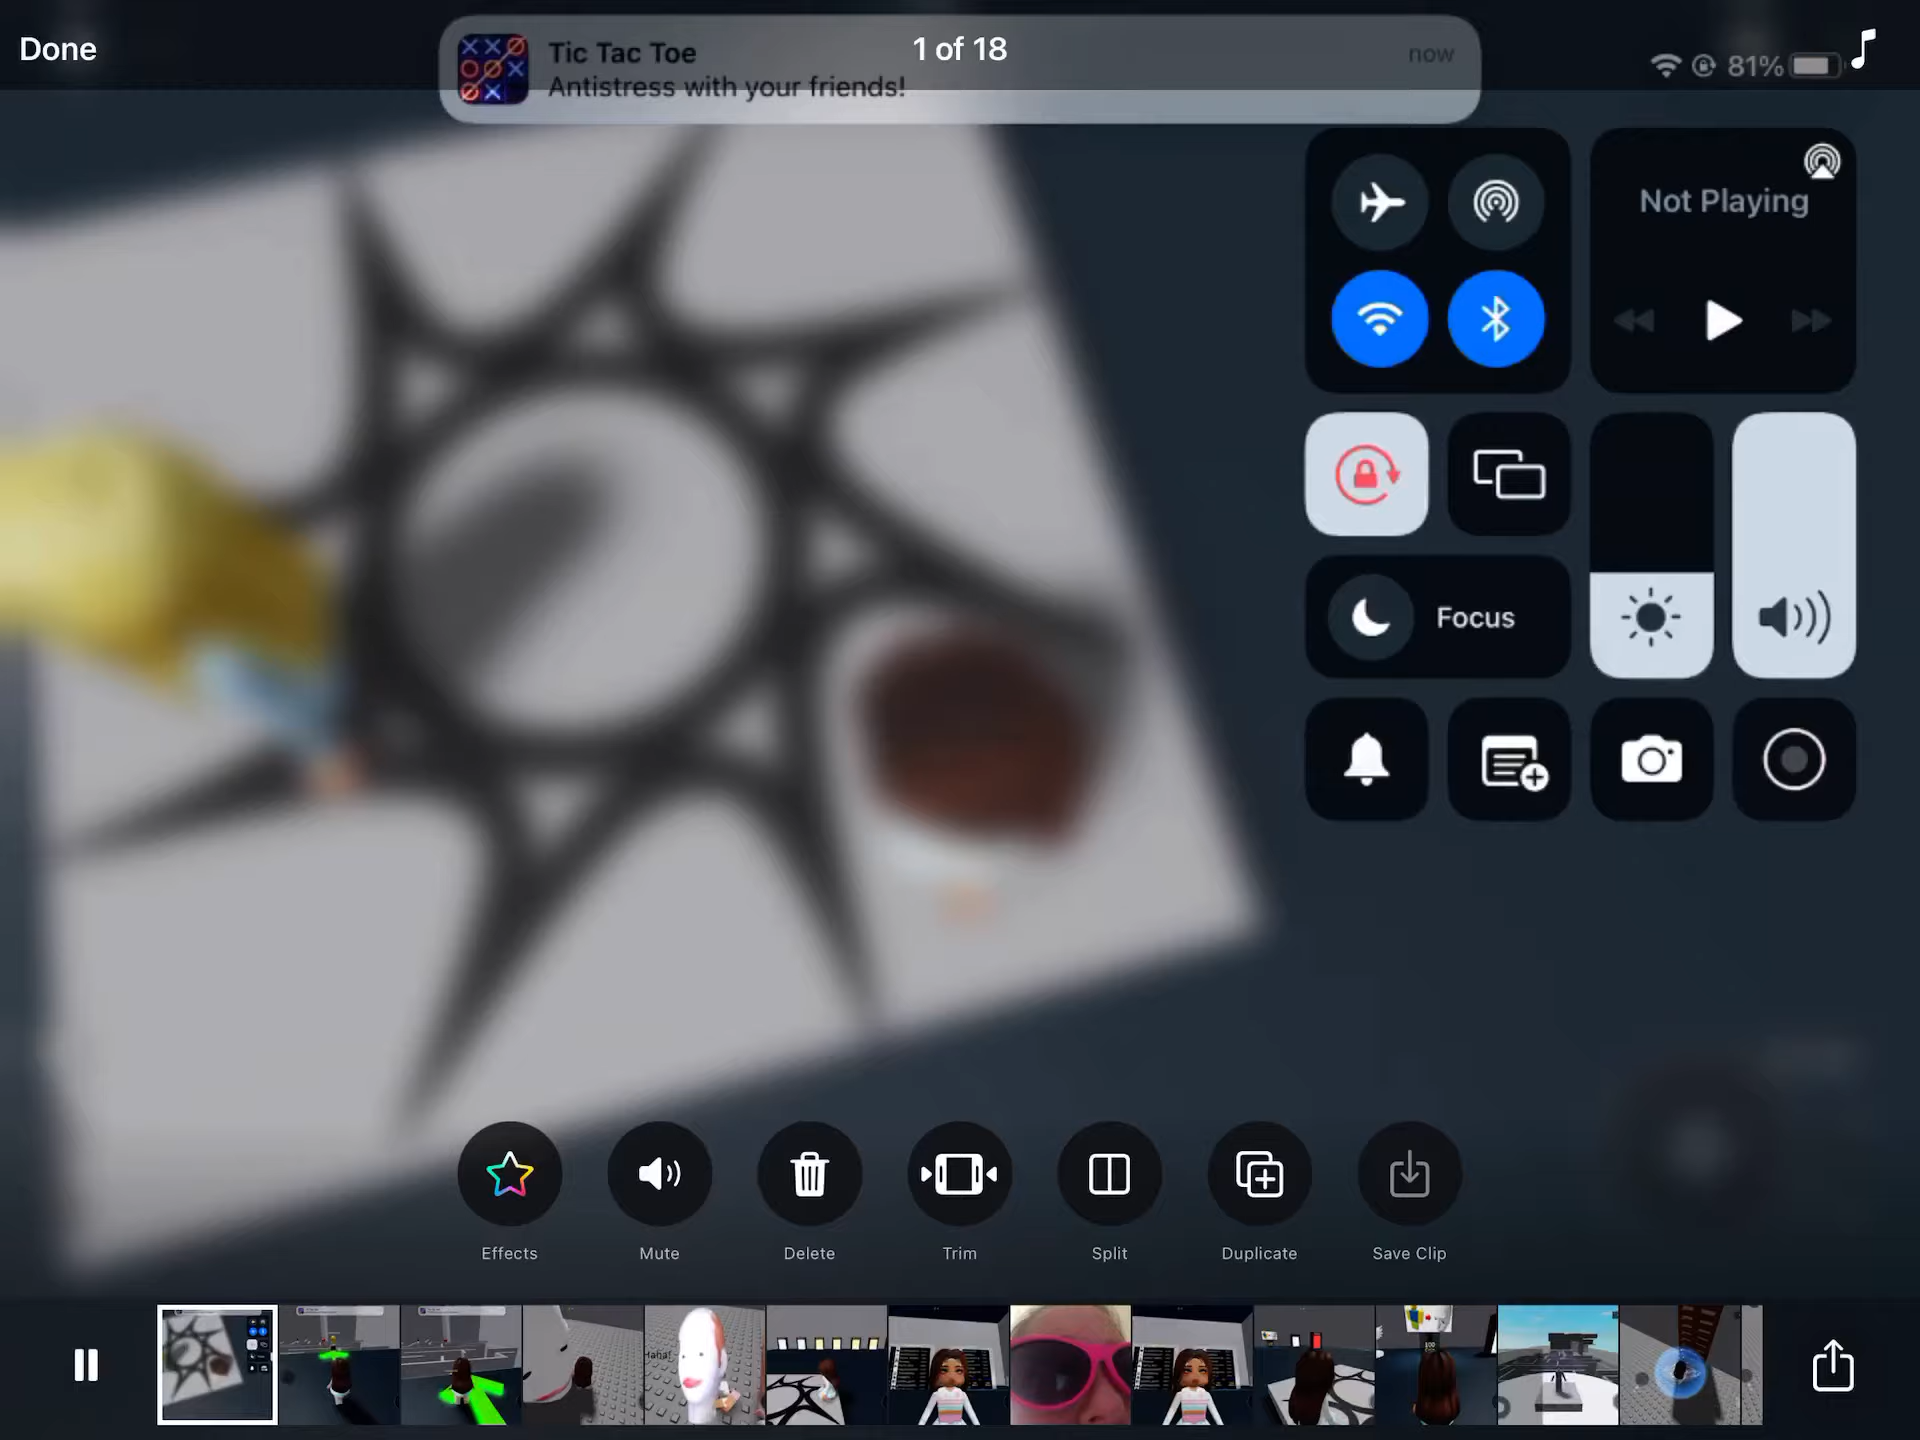 Done
1 of 18
Tic Tac Toe
now
Antistress with your friends!
81%
Not Playing
Focus
Effects
Mute
Delete
Trim
Split
Duplicate
Save Clip
Haha!